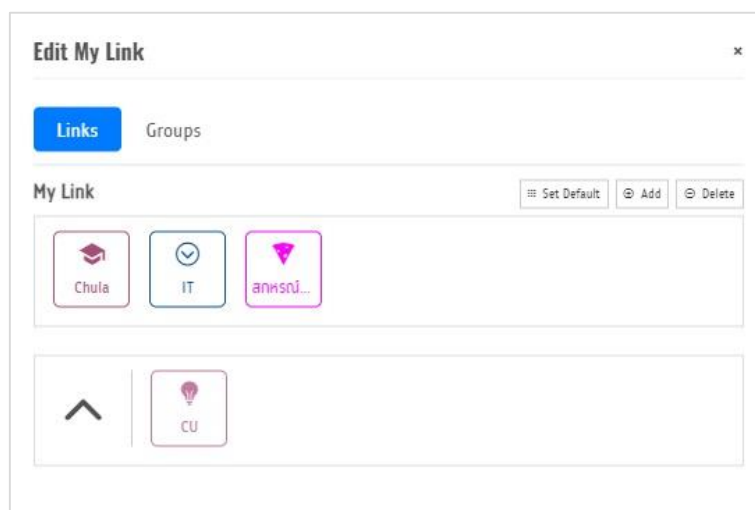 Edit My Link
×
Links Groups
My Link
Set Default Add Delete
Chula IT สกหรณ์...
CU